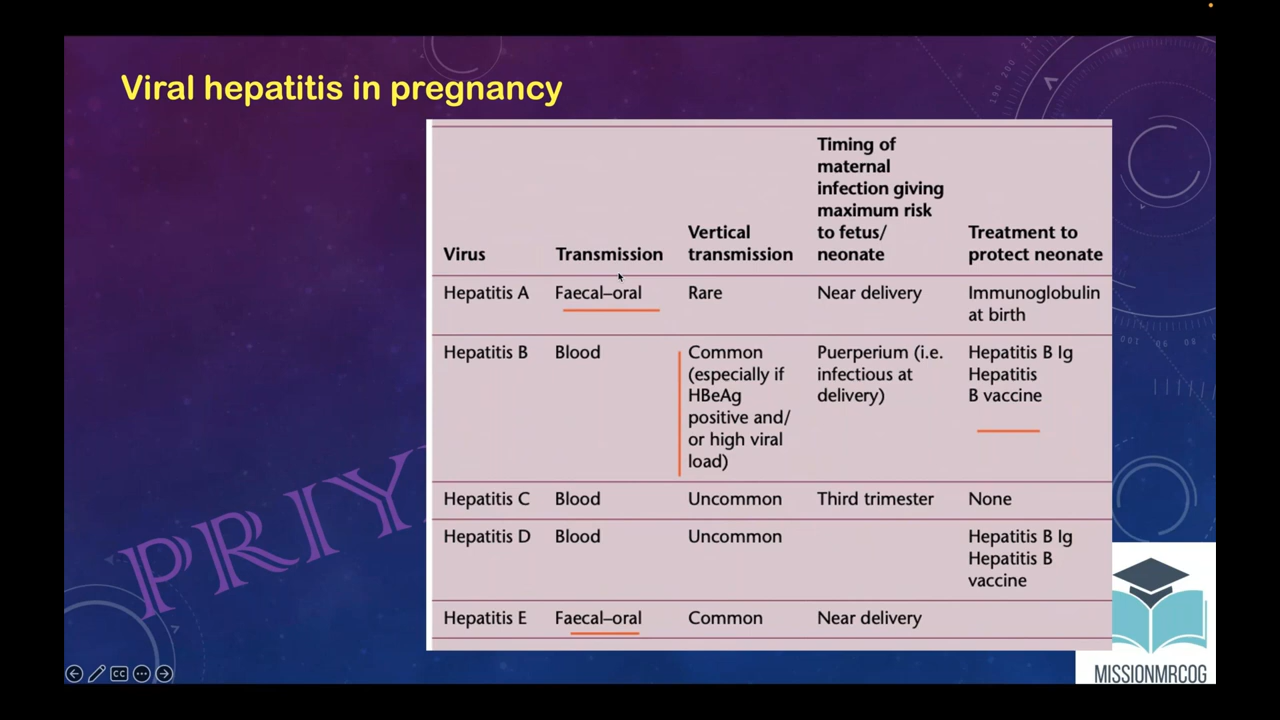 Viral hepatitis in pregnancy
Virus
Transmission
Vertical
transmission
Timing of
maternal
infection giving
maximum risk
to fetus/
neonate
Treatment to
protect neonate
Hepatitis A
Faecal–oral
Rare
Near delivery
Immunoglobulin
at birth
Hepatitis B
Blood
Common
(especially if
HBeAg
positive and/
or high viral
load)
Puerperium (i.e.
infectious at
delivery)
Hepatitis B Ig
Hepatitis
B vaccine
Hepatitis C
Blood
Uncommon
Third trimester
None
Hepatitis D
Blood
Uncommon
Hepatitis B Ig
Hepatitis B
vaccine
Hepatitis E
Faecal–oral
Common
Near delivery
PRIY
CC
MISSIONMRCOG